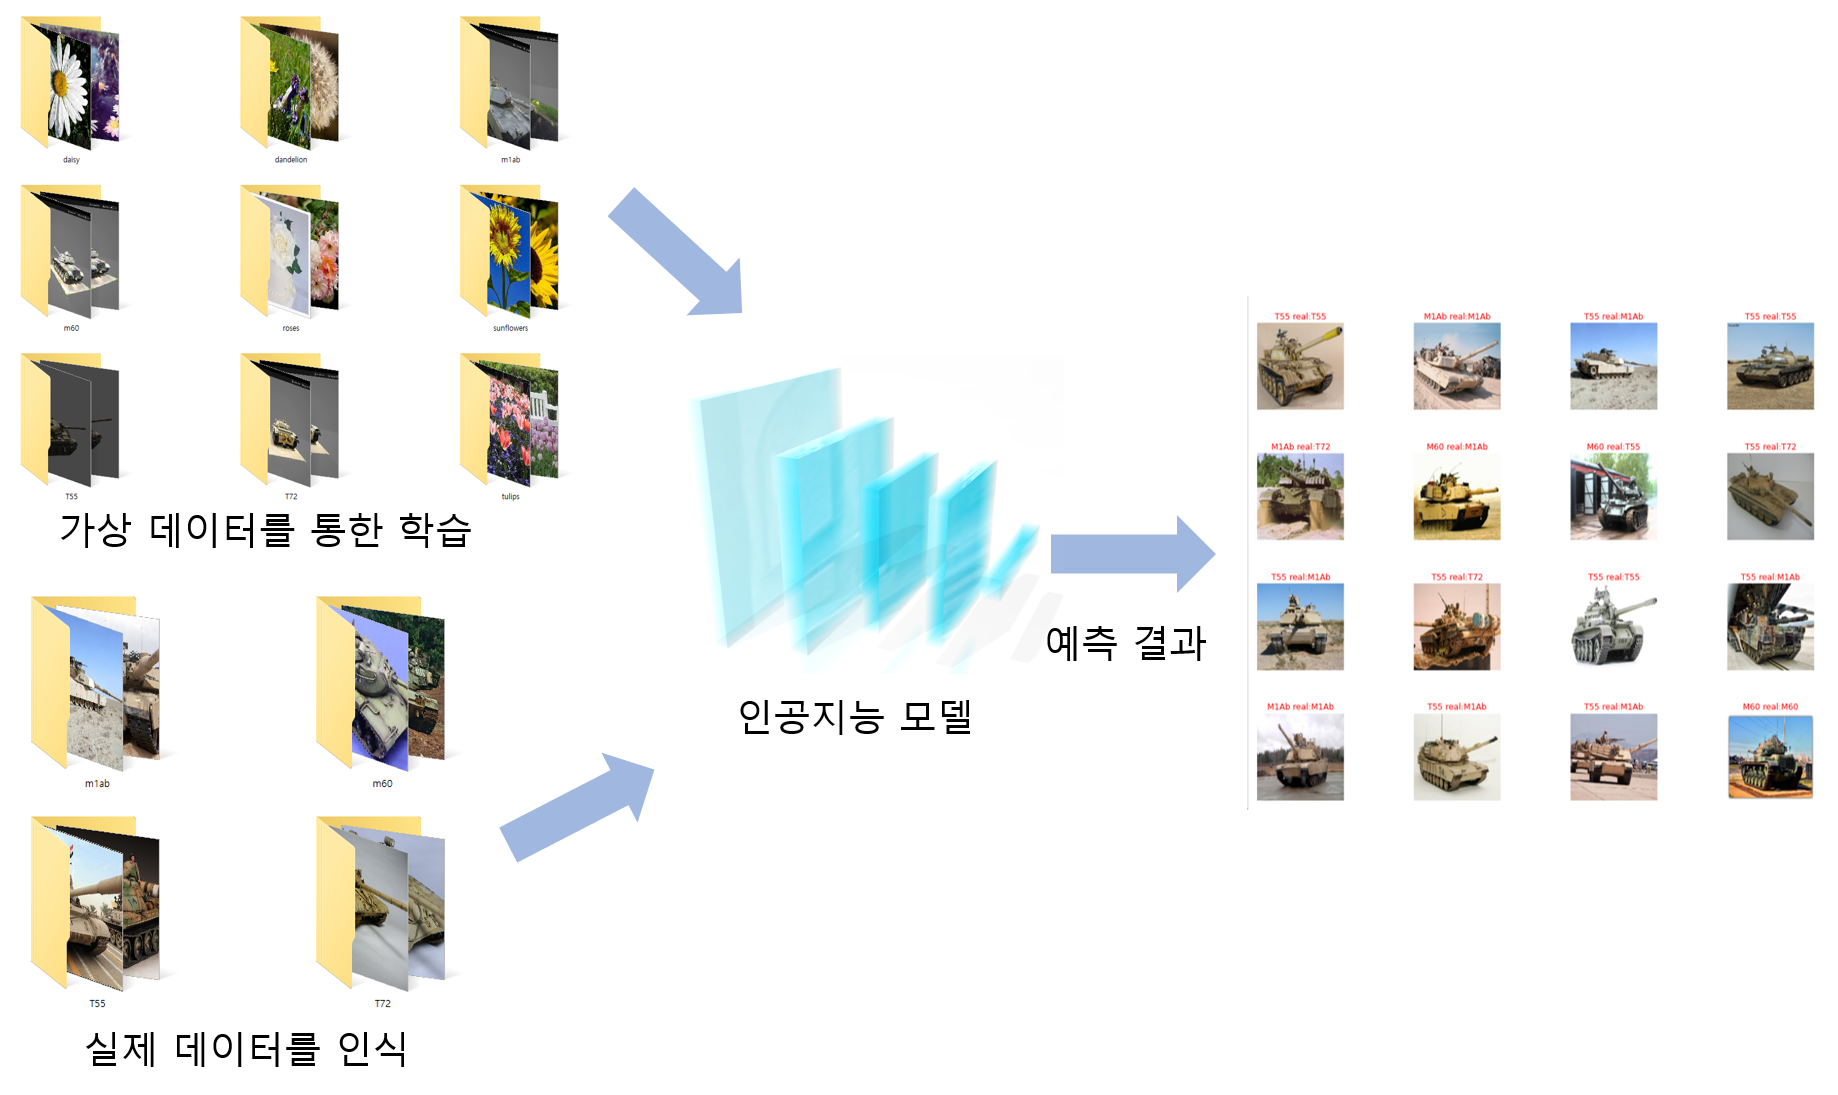 daisy
dandelion
m1ab
m60
roses
sunflowers
T55
T72
tulips
가상 데이터를 통한 학습
m1ab
m60
T55
T72
실제 데이터를 인식
인공지능 모델
예측 결과
T55 real:T55
M1Ab real:M1Ab
T55 real:M1Ab
T55 real:T55
M1Ab real:T72
M60 real:M1Ab
M60 real:T55
T55 real:T72
T55 real:M1Ab
T55 real:T72
T55 real:T55
T55 real:M1Ab
M1Ab real:M1Ab
T55 real:M1Ab
T55 real:M1Ab
M60 real:M60